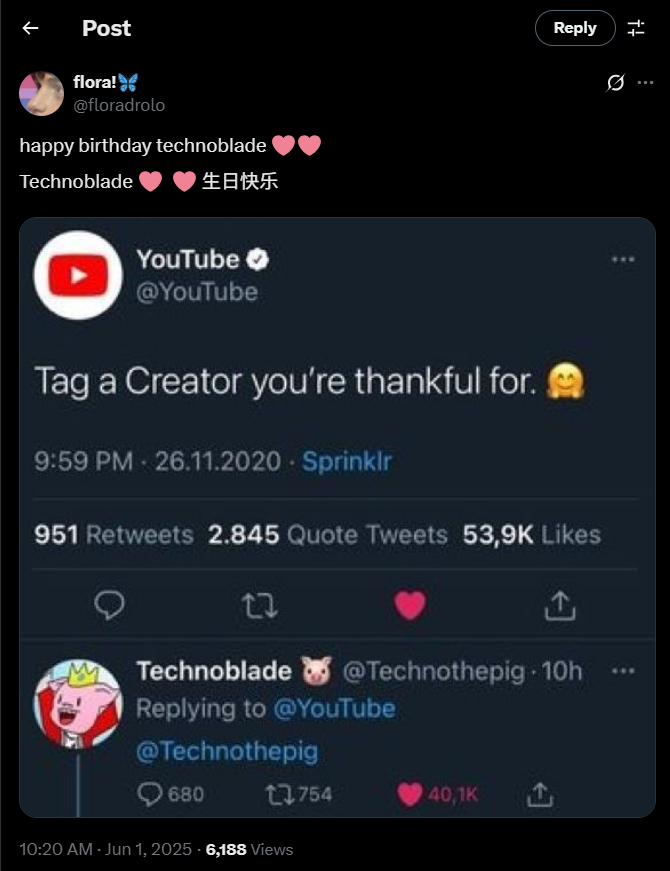 Post
Reply
flora!🦋
@floradrolo
happy birthday technoblade 🩷🩷
Technoblade 🩷 🩷 生日快乐
YouTube
@YouTube
Tag a Creator you're thankful for. 🤗
9:59 PM · 26.11.2020 · Sprinklr
951 Retweets 2.845 Quote Tweets 53,9K Likes
Technoblade 🐷 @Technothepig · 10h
Replying to @YouTube
@Technothepig
680 754 40,1K
10:20 AM · Jun 1, 2025 · 6,188 Views